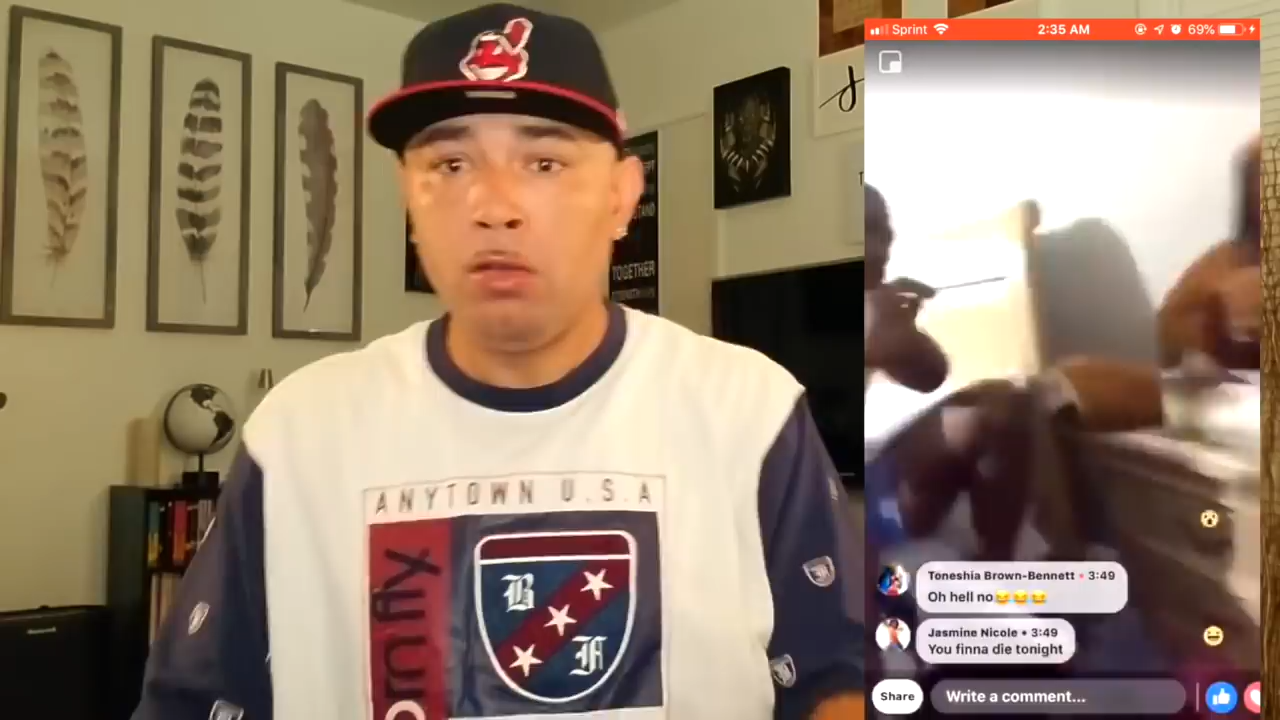 Sprint
2:35 AM
69%
TOGETHER
ANYTOWN U.S.A
B
F
Toneshia Brown-Bennett • 3:49
Oh hell no😂😂😂
Jasmine Nicole • 3:49
You finna die tonight
Share
Write a comment...